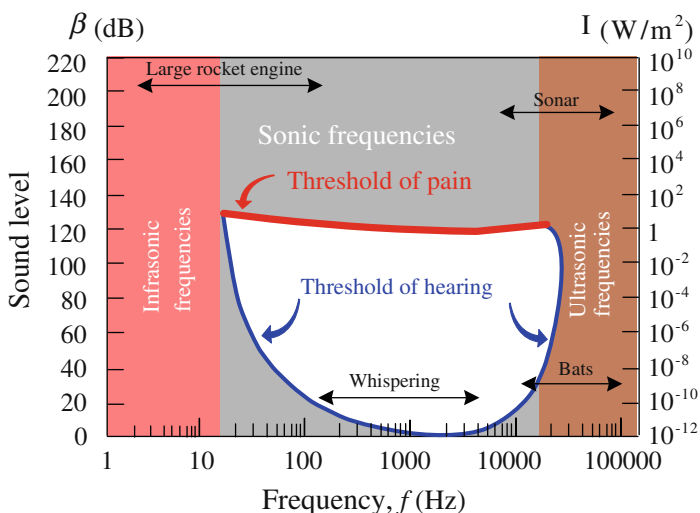 β (dB)
I (W/m²)
220
200
180
160
140
120
100
80
60
40
20
0
Sound level
10¹⁰
10⁸
10⁶
10⁴
10²
1
10⁻²
10⁻⁴
10⁻⁶
10⁻⁸
10⁻¹⁰
10⁻¹²
Large rocket engine
Sonar
Sonic frequencies
Threshold of pain
Infrasonic
frequencies
Threshold of hearing
Ultrasonic
frequencies
Whispering
Bats
1
10
100
1000
10000
100000
Frequency, f (Hz)